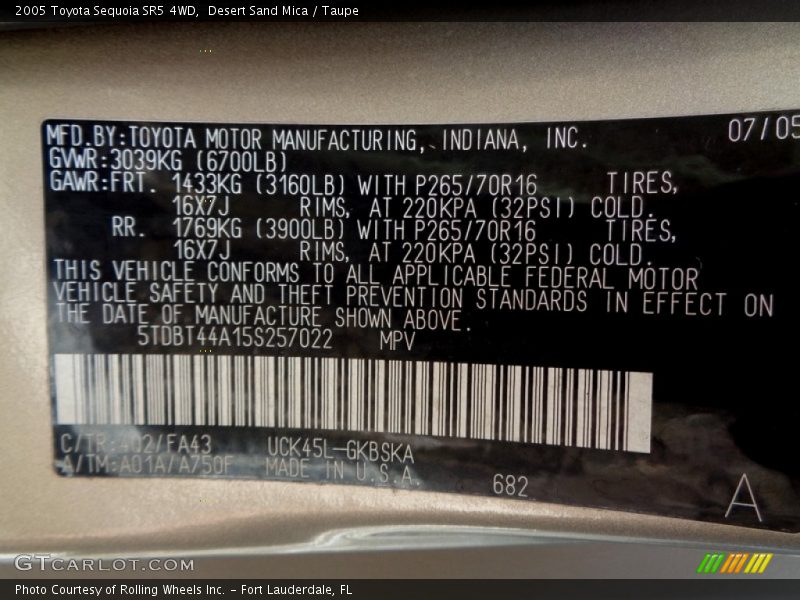 2005 Toyota Sequoia SR5 4WD,  Desert Sand Mica / Taupe
07/05
MFD.BY:TOYOTA MOTOR MANUFACTURING, INDIANA, INC.
GVWR:3039KG (6700LB)
GAWR:FRT. 1433KG (3160LB) WITH P265/70R16 TIRES,
16X7J RIMS, AT 220KPA (32PSI) COLD.
RR. 1769KG (3900LB) WITH P265/70R16 TIRES,
16X7J RIMS, AT 220KPA (32PSI) COLD.
THIS VEHICLE CONFORMS TO ALL APPLICABLE FEDERAL MOTOR
VEHICLE SAFETY AND THEFT PREVENTION STANDARDS IN EFFECT ON
THE DATE OF MANUFACTURE SHOWN ABOVE.
5TDBT44A15S257022 MPV
C/TR:4Q2/FA43 UCK45L-GKBSKA
A/TM:A01A/A750F MADE IN U.S.A.
682
A
GTCARLOT.COM
Photo Courtesy of Rolling Wheels Inc. – Fort Lauderdale, FL